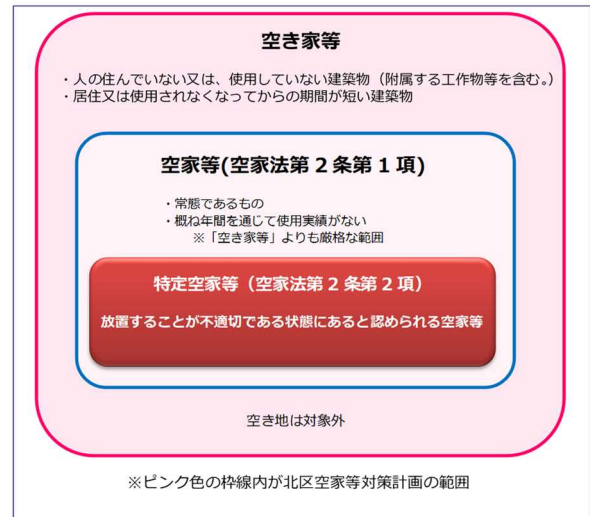 空き家等
・人の住んでいない又は、使用していない建築物（附属する工作物等を含む。）
・居住又は使用されなくなってからの期間が短い建築物
空家等(空家法第２条第１項)
・常態であるもの
・概ね年間を通じて使用実績がない
※「空き家等」よりも厳格な範囲
特定空家等（空家法第２条第２項）
放置することが不適切である状態にあると認められる空家等
空き地は対象外
※ピンク色の枠線内が北区空家等対策計画の範囲